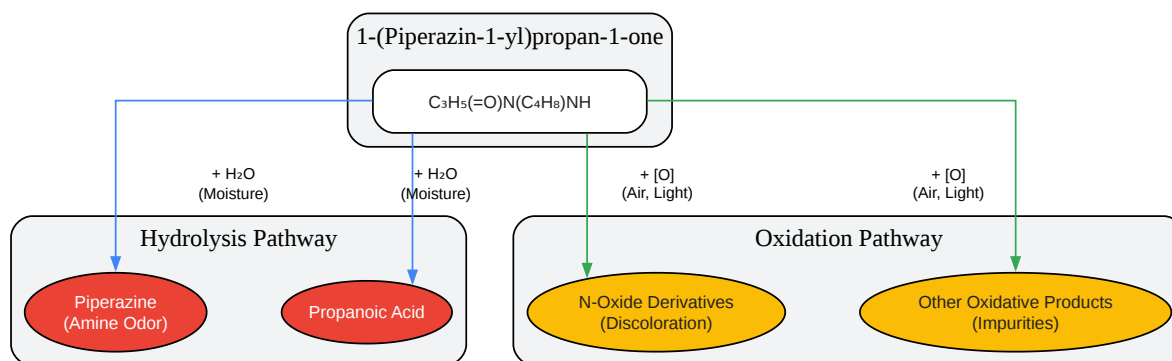 1-(Piperazin-1-yl)propan-1-one
C₃H₅(=O)N(C₄H₈)NH
+ H₂O
(Moisture)
+ H₂O
(Moisture)
+ [O]
(Air, Light)
+ [O]
(Air, Light)
Hydrolysis Pathway
Oxidation Pathway
Piperazine
(Amine Odor)
Propanoic Acid
N-Oxide Derivatives
(Discoloration)
Other Oxidative Products
(Impurities)